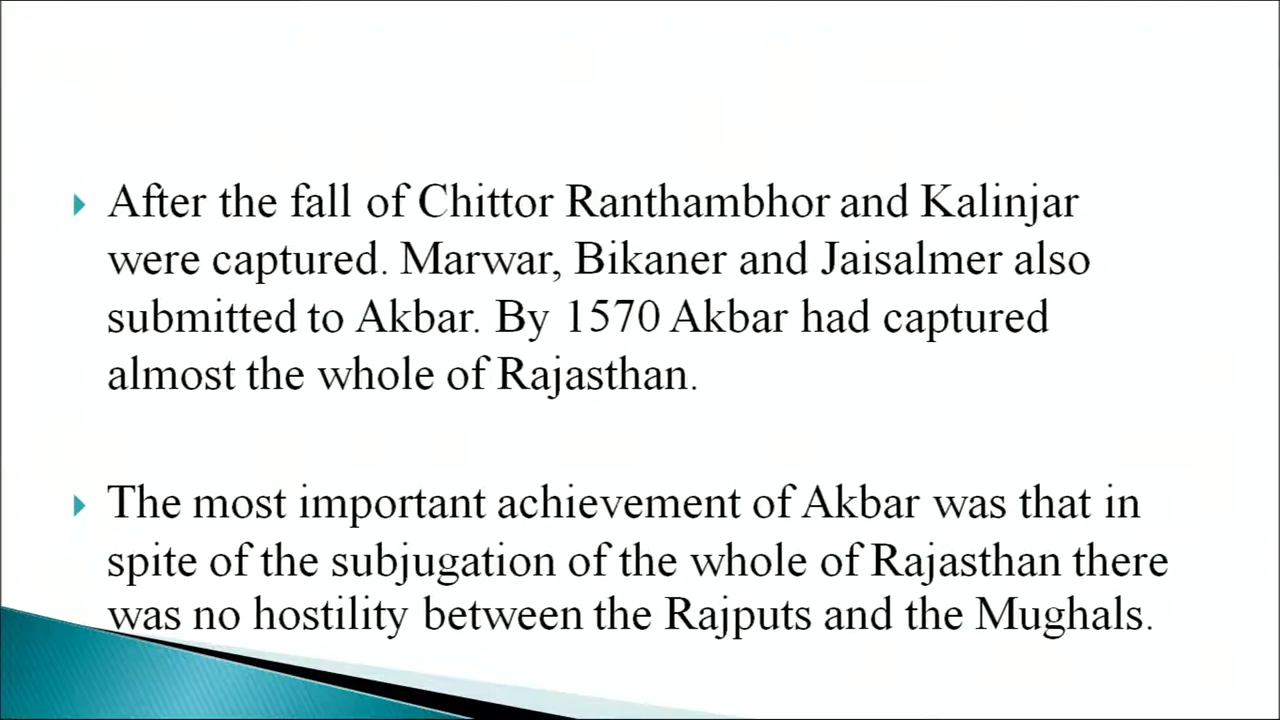 After the fall of Chittor Ranthambhor and Kalinjar
were captured. Marwar, Bikaner and Jaisalmer also
submitted to Akbar. By 1570 Akbar had captured
almost the whole of Rajasthan.
The most important achievement of Akbar was that in
spite of the subjugation of the whole of Rajasthan there
was no hostility between the Rajputs and the Mughals.